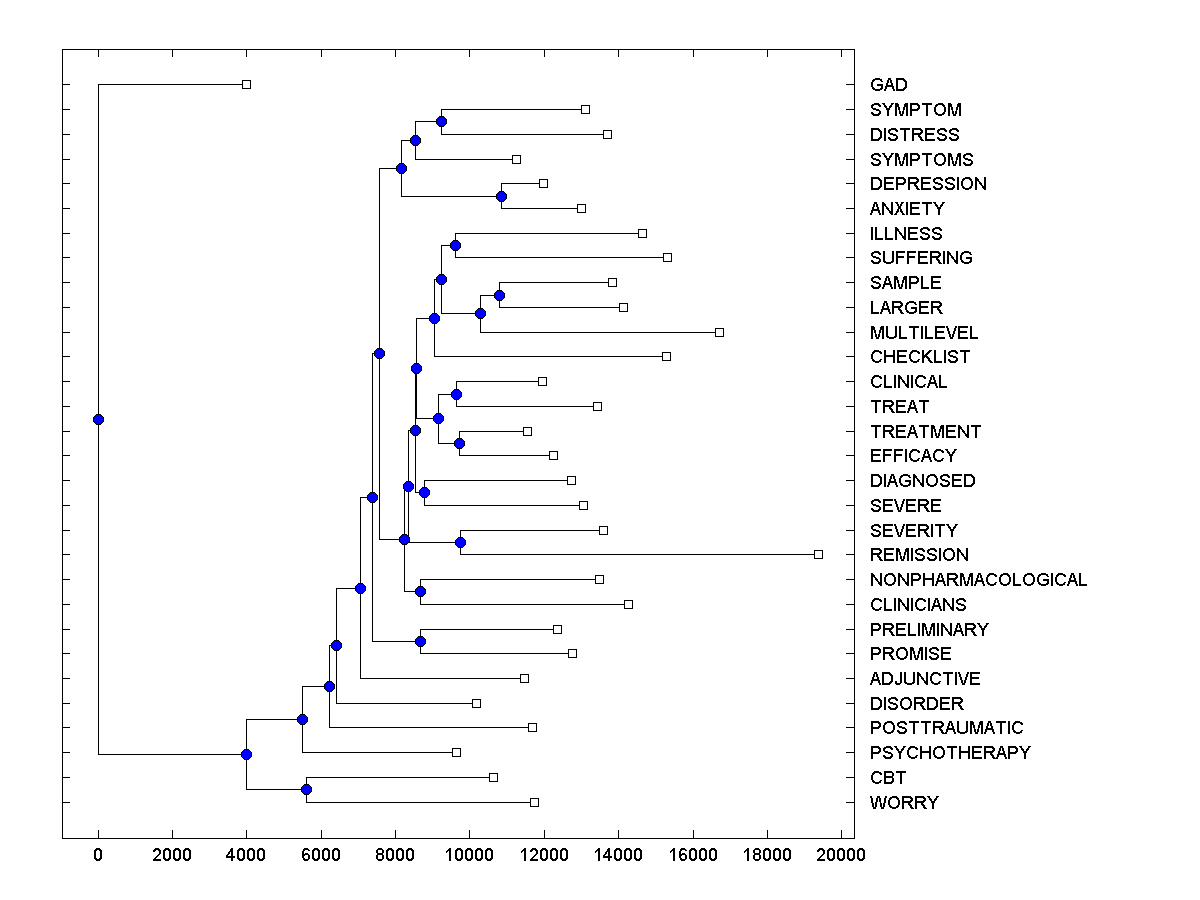 GAD
SYMPTOM
DISTRESS
SYMPTOMS
DEPRESSION
ANXIETY
ILLNESS
SUFFERING
SAMPLE
LARGER
MULTILEVEL
CHECKLIST
CLINICAL
TREAT
TREATMENT
EFFICACY
DIAGNOSED
SEVERE
SEVERITY
REMISSION
NONPHARMACOLOGICAL
CLINICIANS
PRELIMINARY
PROMISE
ADJUNCTIVE
DISORDER
POSTTRAUMATIC
PSYCHOTHERAPY
CBT
WORRY
0 2000 4000 6000 8000 10000 12000 14000 16000 18000 20000